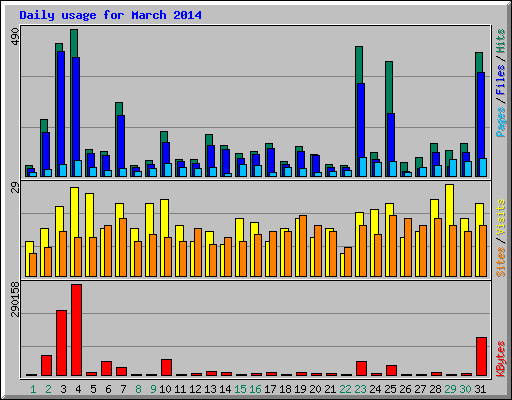 Daily usage for March 2014
490
Pages / Files / Hits
29
Sites / Visits
290158
KBytes
1 2 3 4 5 6 7 8 9 10 11 12 13 14 15 16 17 18 19 20 21 22 23 24 25 26 27 28 29 30 31